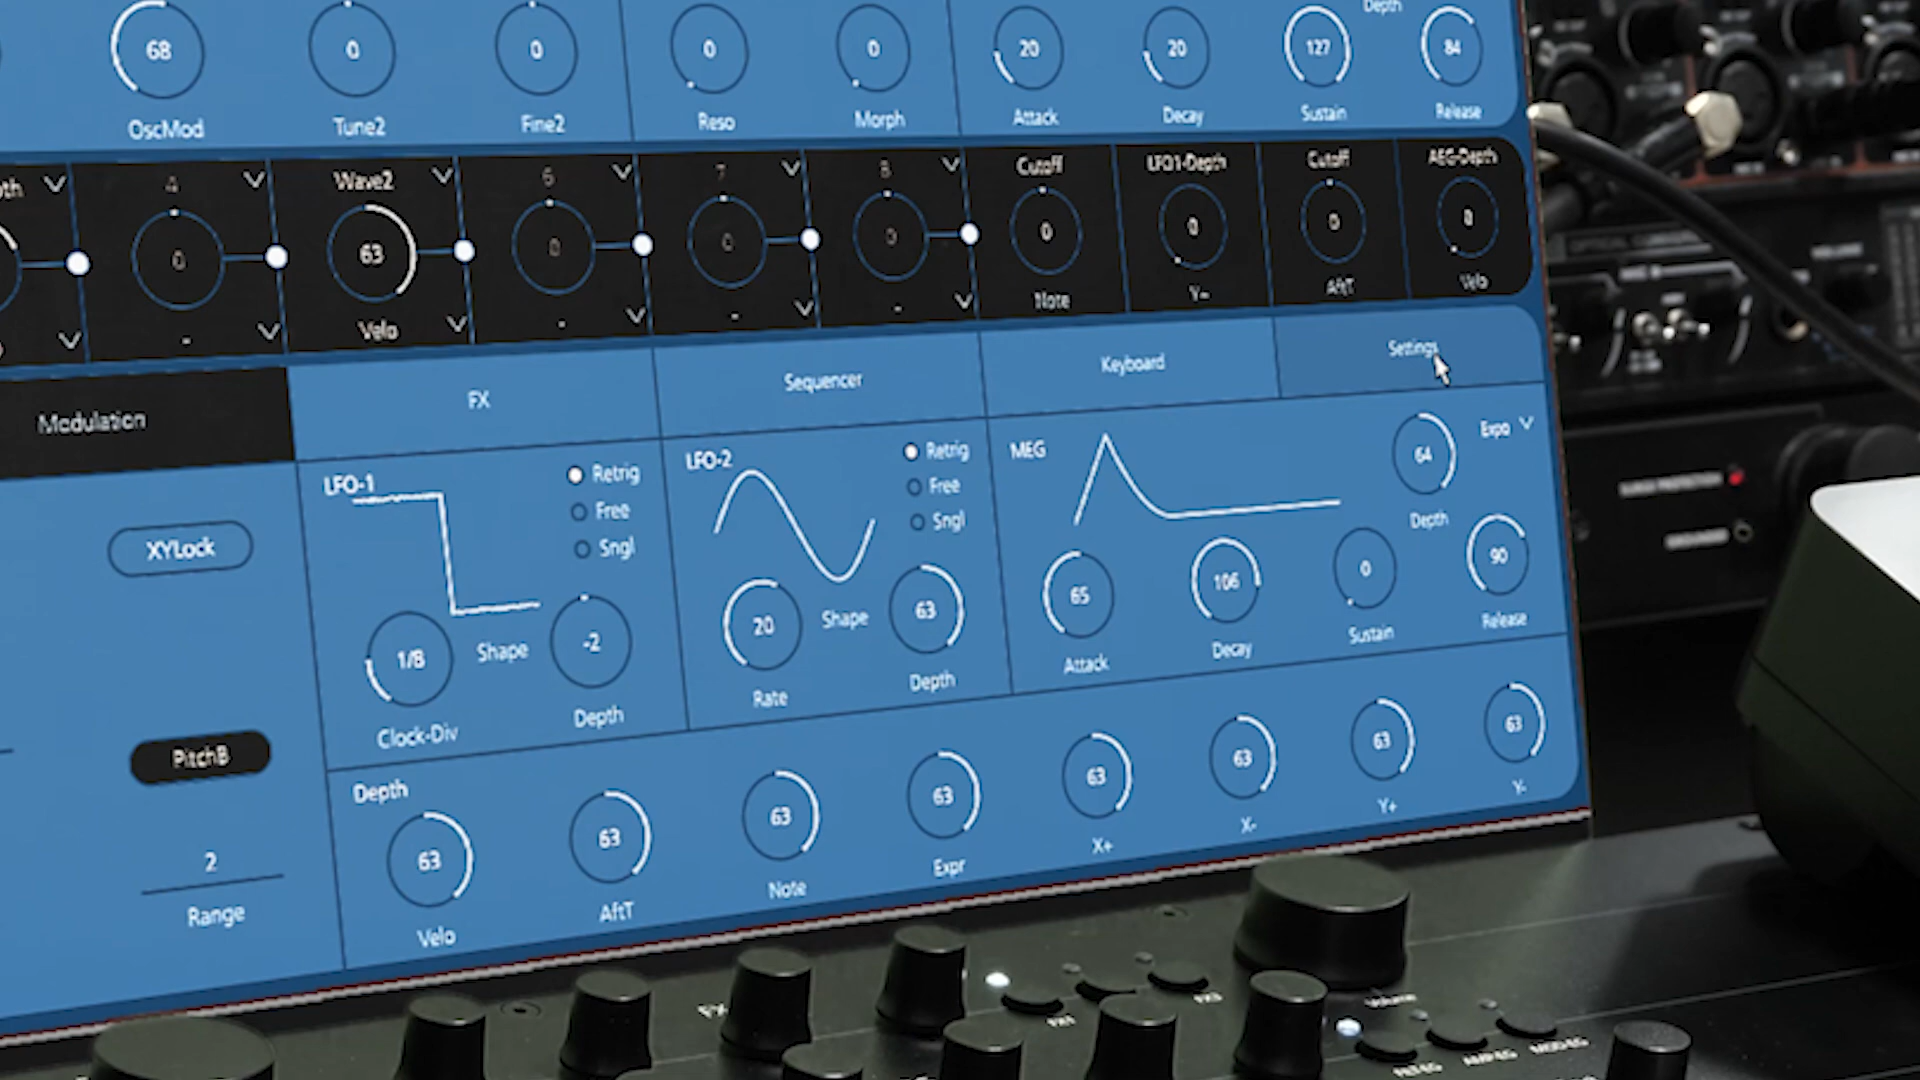 Depth
68 0 0 0 0 20 20 127 84
OscMod Tune2 Fine2 Reso Morph Attack Decay Sustain Release
4 Wave2 6 7 8 Cutoff LFO1-Depth Cutoff AEG-Depth
0 63 0 0 0 0 0 0 0
- Velo - - - Note Y- AftT Velo
Modulation FX Sequencer Keyboard Settings
XYLock
PitchB
2
Range
LFO-1
Retrig
Free
Sngl
1/8 Shape -2
Clock-Div Depth
LFO-2
Retrig
Free
Sngl
20 Shape 63
Rate Depth
MEG
64 Expo
Depth
65 106 0 90
Attack Decay Sustain Release
Depth
63 63 63 63 63 63 63 63
Velo AftT Note Expr X+ X- Y+ Y-
FX
Volume